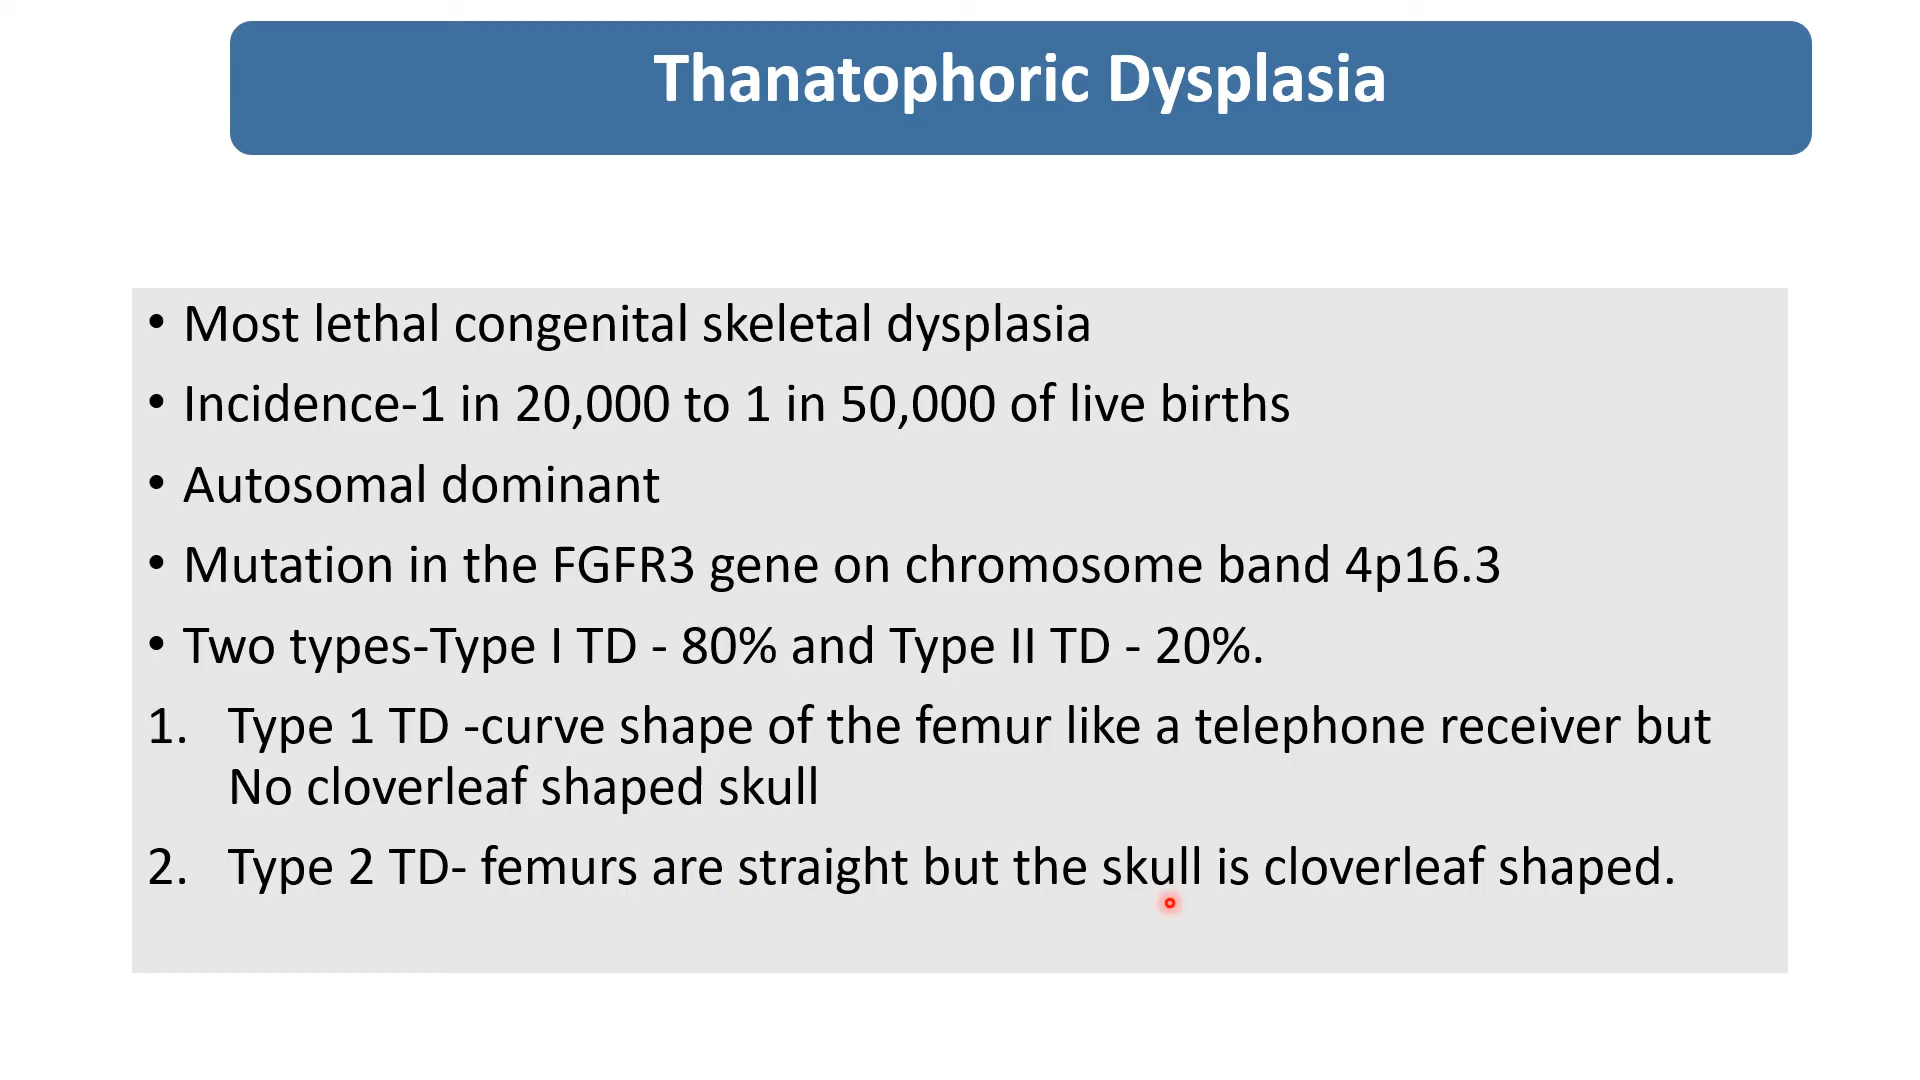 Thanatophoric Dysplasia
• Most lethal congenital skeletal dysplasia
• Incidence-1 in 20,000 to 1 in 50,000 of live births
• Autosomal dominant
• Mutation in the FGFR3 gene on chromosome band 4p16.3
• Two types-Type I TD - 80% and Type II TD - 20%.
1. Type 1 TD -curve shape of the femur like a telephone receiver but
No cloverleaf shaped skull
2. Type 2 TD- femurs are straight but the skull is cloverleaf shaped.